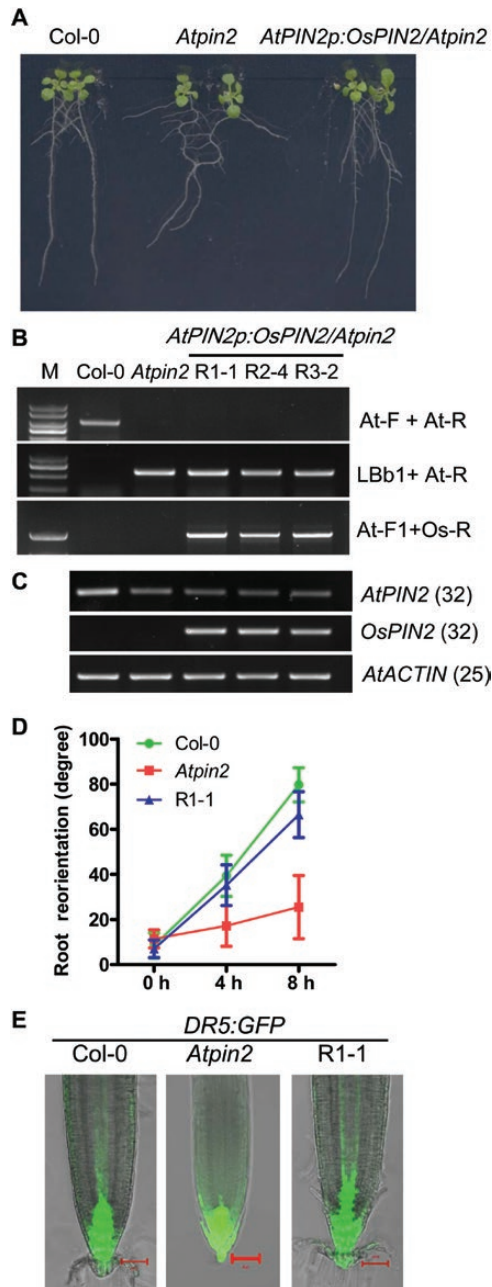 A
Col-0 Atpin2 AtPIN2p:OsPIN2/Atpin2
B
AtPIN2p:OsPIN2/Atpin2
M Col-0 Atpin2 R1-1 R2-4 R3-2
At-F + At-R
LBb1+ At-R
At-F1+Os-R
C
AtPIN2 (32)
OsPIN2 (32)
AtACTIN (25)
D
Root reorientation (degree)
100
80
60
40
20
0
Col-0
Atpin2
R1-1
0 h 4 h 8 h
E
DR5:GFP
Col-0 Atpin2 R1-1